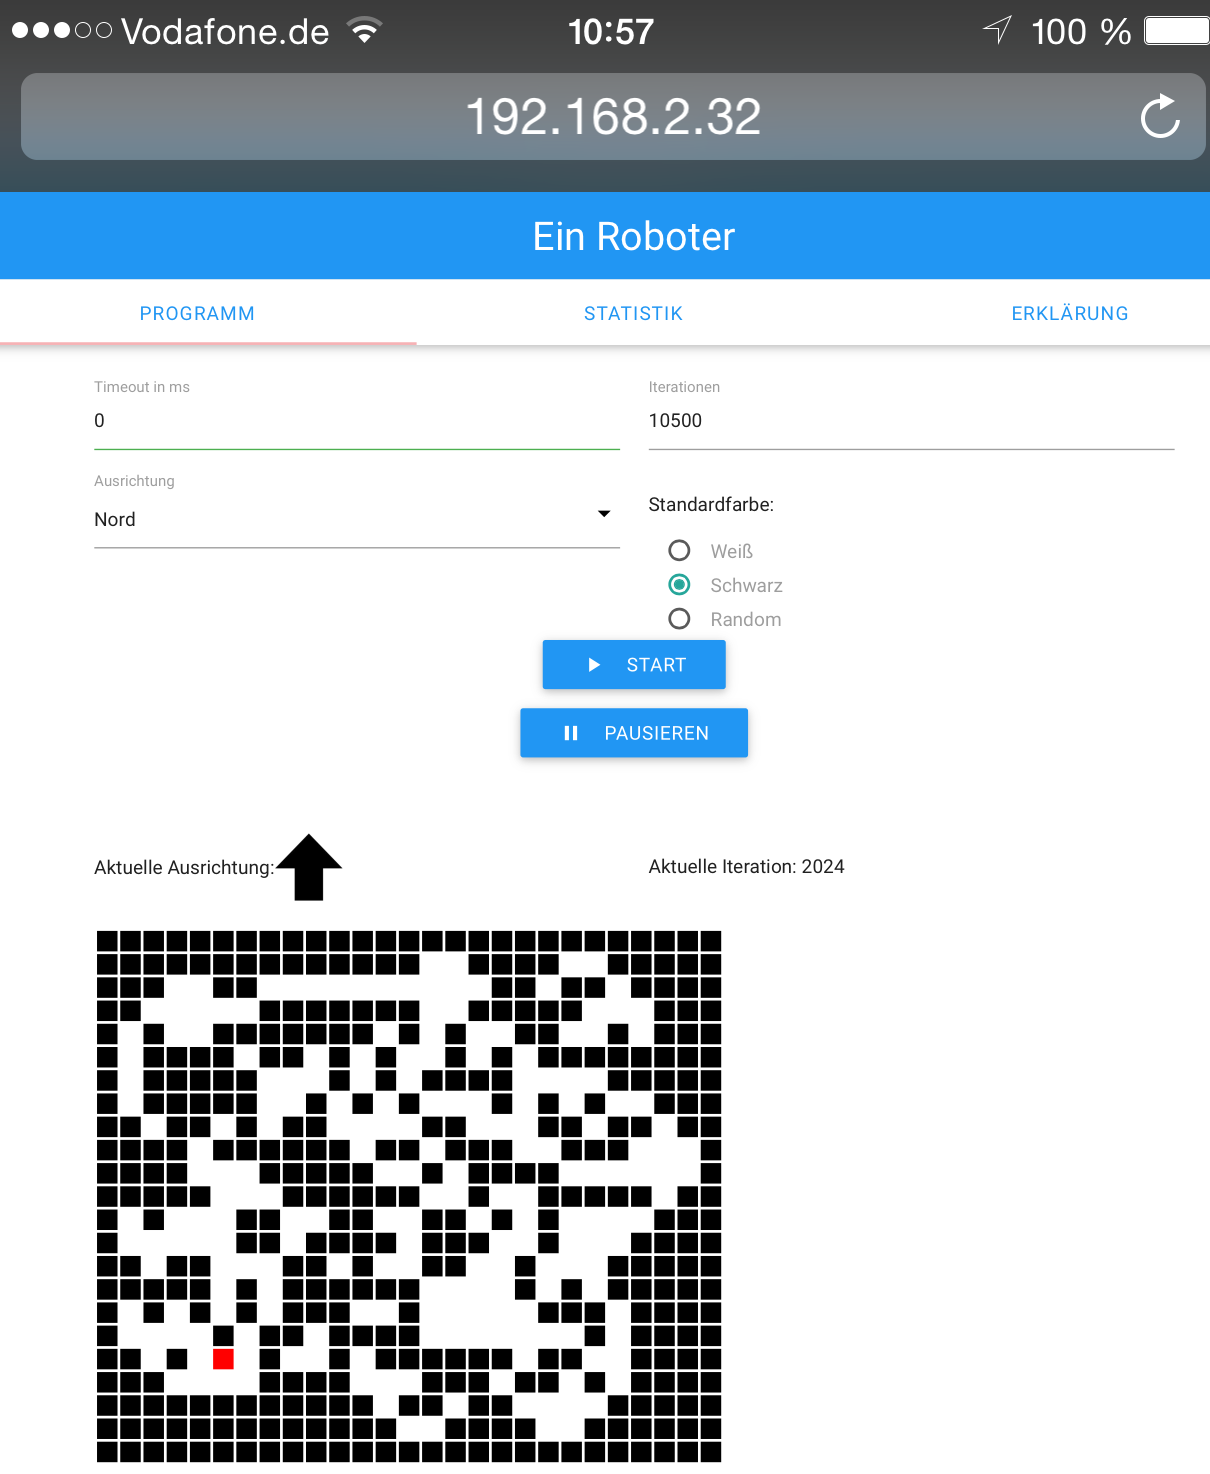 Vodafone.de 10:57 100 %
192.168.2.32
Ein Roboter
PROGRAMM STATISTIK ERKLÄRUNG
Timeout in ms Iterationen
0 10500
Ausrichtung
Nord
Standardfarbe:
Weiß
Schwarz
Random
START
PAUSIEREN
Aktuelle Ausrichtung: Aktuelle Iteration: 2024